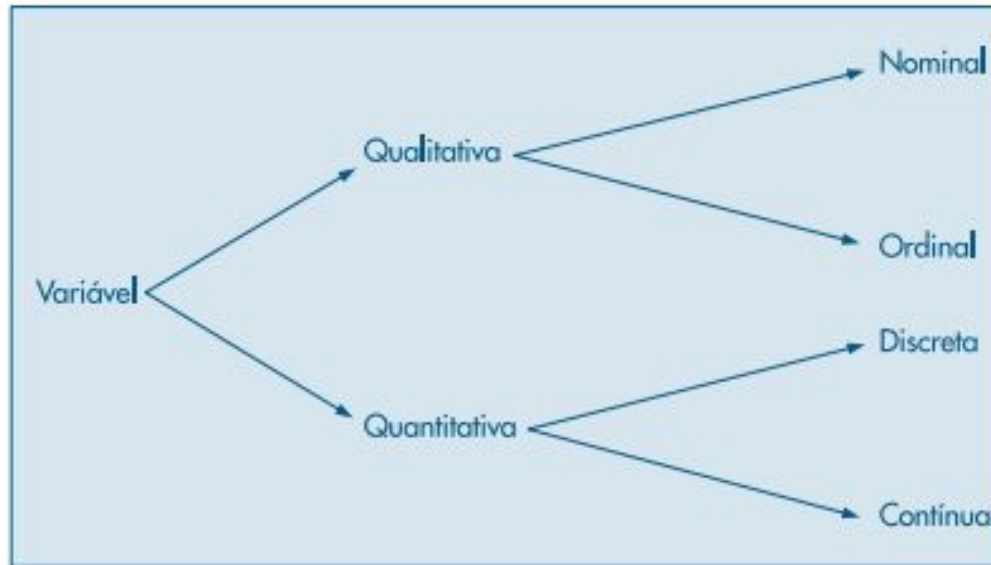 Nominal
Qualitativa
Ordinal
Variável
Discreta
Quantitativa
Contínua